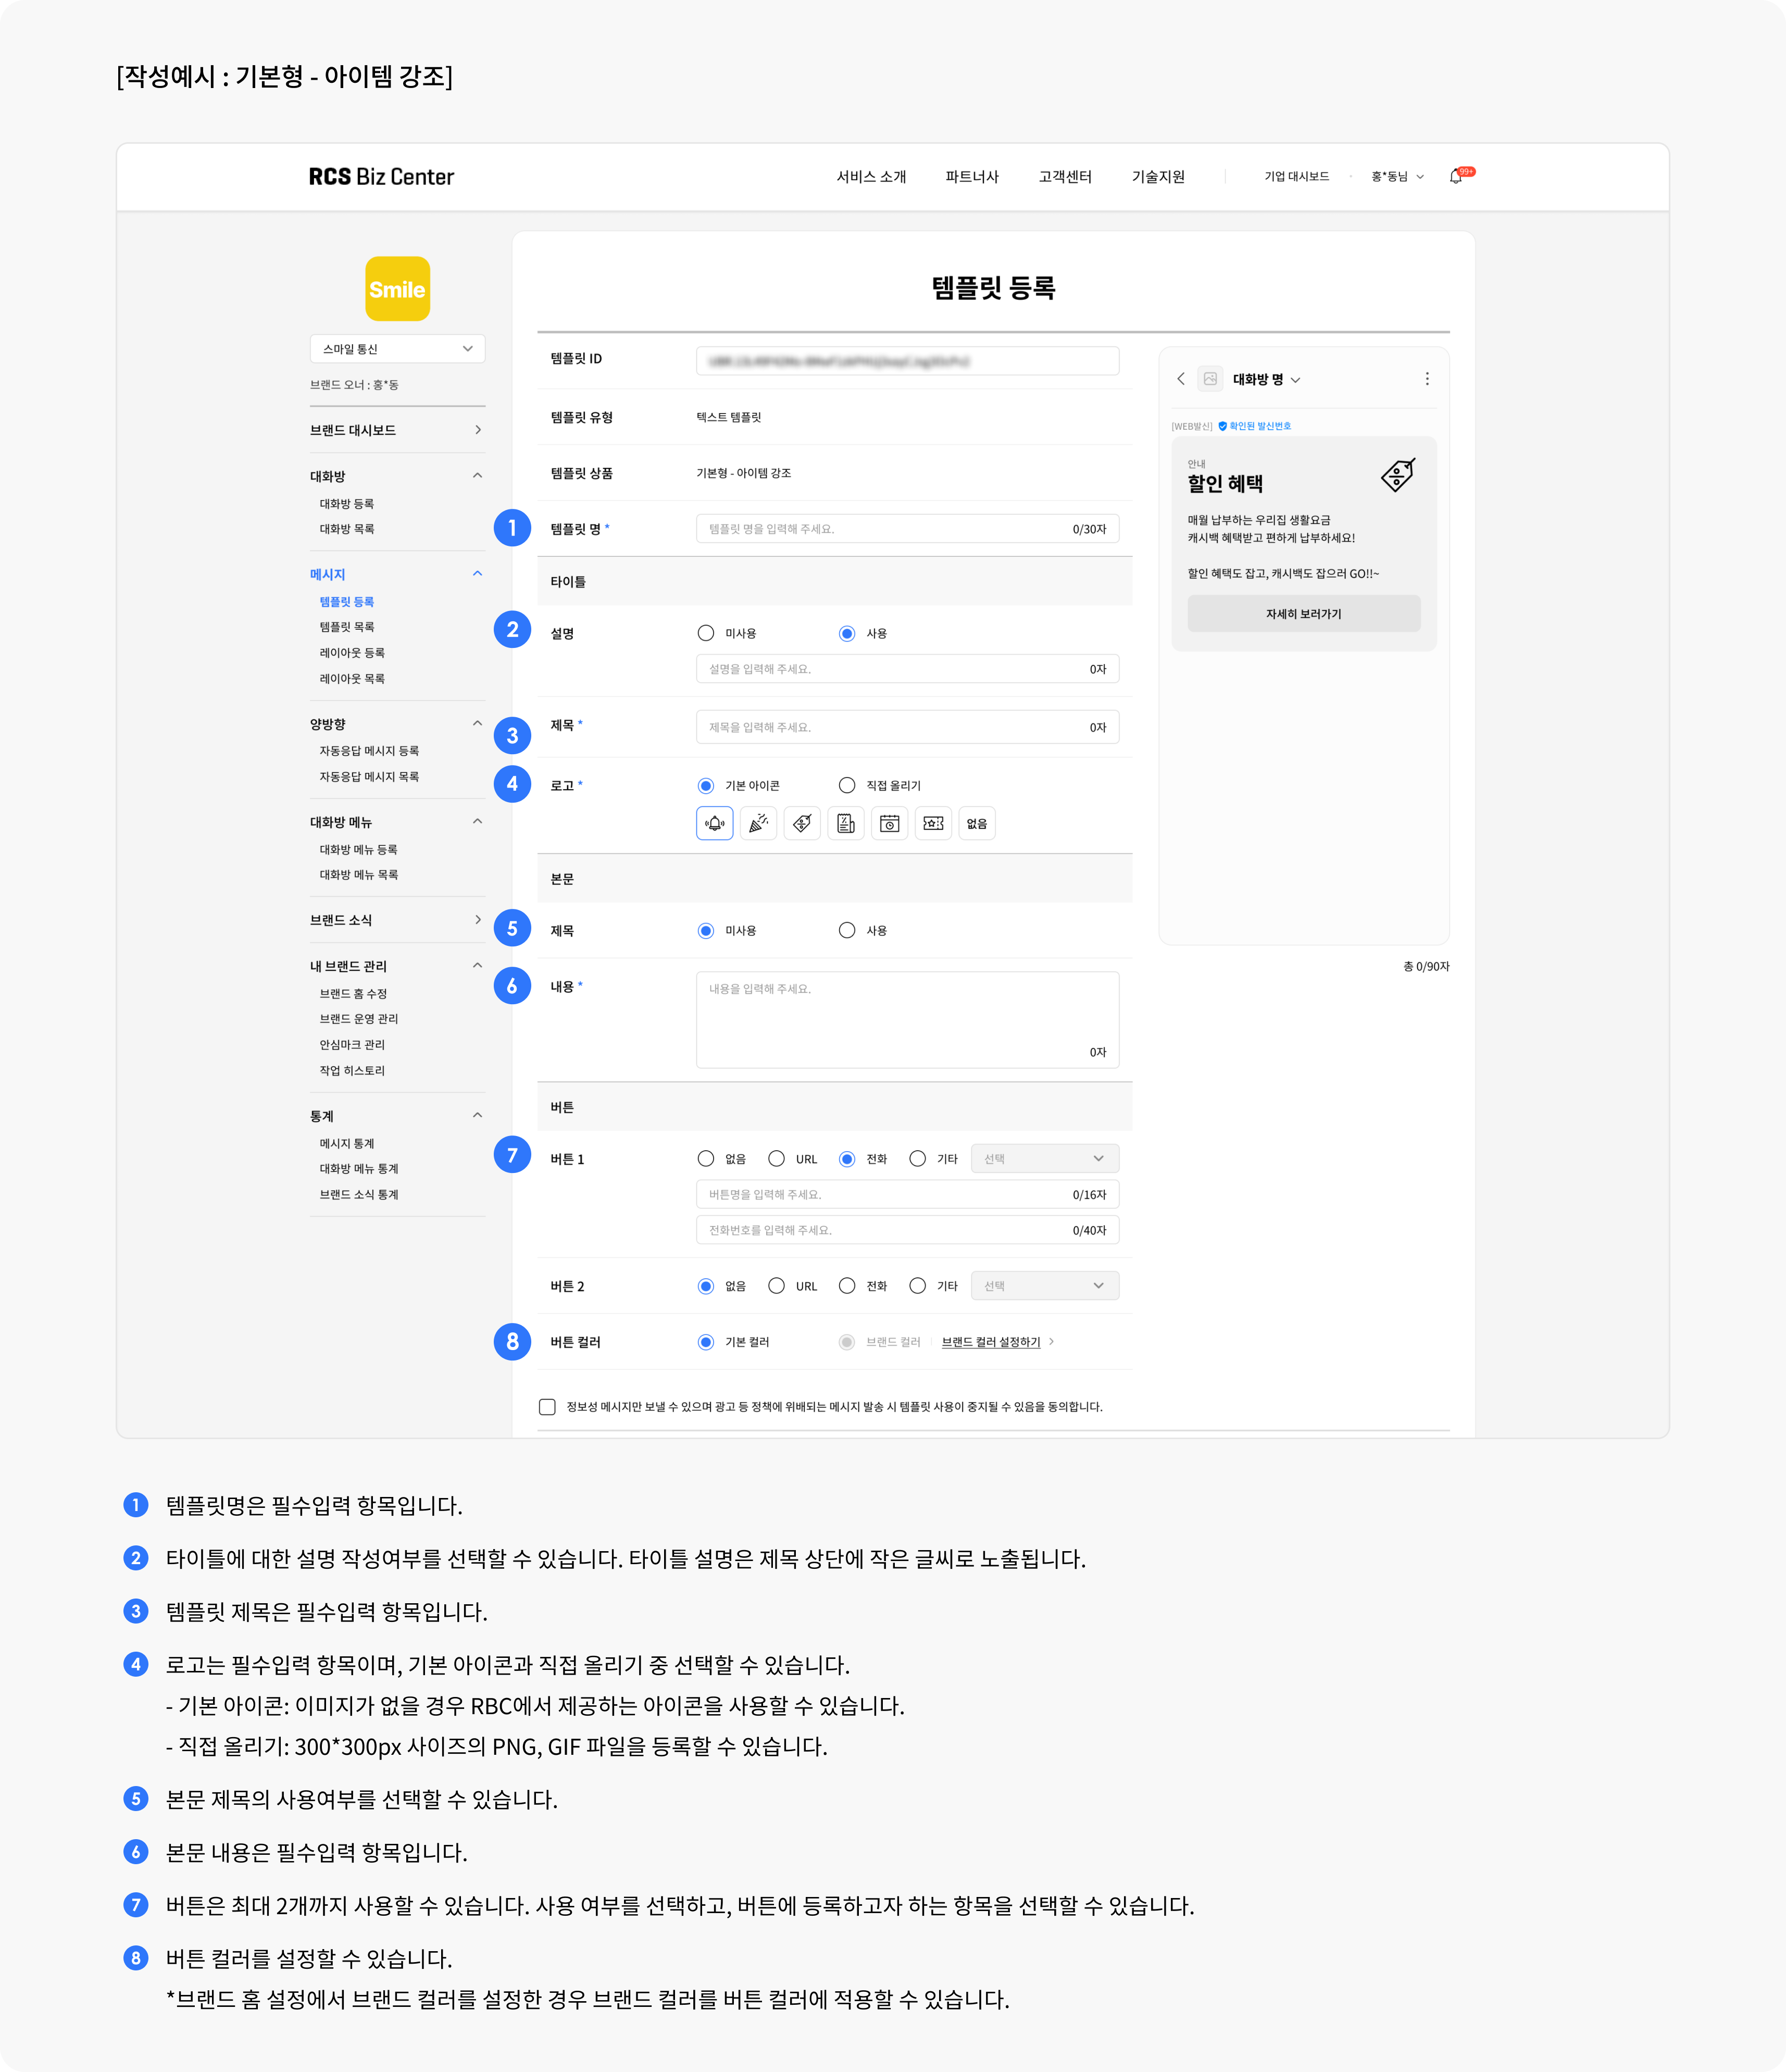 [작성예시 : 기본형 - 아이템 강조]
RCS Biz Center
서비스 소개
파트너사
고객센터
기술지원
기업 대시보드
홍*동님
99+
Smile
스마일 통신
브랜드 오너 : 홍*동
브랜드 대시보드
대화방
대화방 등록
대화방 목록
메시지
템플릿 등록
템플릿 목록
레이아웃 등록
레이아웃 목록
양방향
자동응답 메시지 등록
자동응답 메시지 목록
대화방 메뉴
대화방 메뉴 등록
대화방 메뉴 목록
브랜드 소식
내 브랜드 관리
브랜드 홈 수정
브랜드 운영 관리
안심마크 관리
작업 히스토리
통계
메시지 통계
대화방 메뉴 통계
브랜드 소식 통계
템플릿 등록
템플릿 ID
템플릿 유형 텍스트 템플릿
템플릿 상품 기본형 - 아이템 강조
1 템플릿 명 * 템플릿 명을 입력해 주세요. 0/30자
타이틀
2 설명 미사용 사용
설명을 입력해 주세요. 0자
3 제목 * 제목을 입력해 주세요. 0자
4 로고 * 기본 아이콘 직접 올리기
없음
본문
5 제목 미사용 사용
6 내용 * 내용을 입력해 주세요.
0자
버튼
7 버튼 1 없음 URL 전화 기타 선택
버튼명을 입력해 주세요. 0/16자
전화번호를 입력해 주세요. 0/40자
버튼 2 없음 URL 전화 기타 선택
8 버튼 컬러 기본 컬러 브랜드 컬러 브랜드 컬러 설정하기
정보성 메시지만 보낼 수 있으며 광고 등 정책에 위배되는 메시지 발송 시 템플릿 사용이 중지될 수 있음을 동의합니다.
대화방 명
[WEB발신] 확인된 발신번호
안내
할인 혜택
매월 납부하는 우리집 생활요금
캐시백 혜택받고 편하게 납부하세요!
할인 혜택도 잡고, 캐시백도 잡으러 GO!!~
자세히 보러가기
총 0/90자
1 템플릿명은 필수입력 항목입니다.
2 타이틀에 대한 설명 작성여부를 선택할 수 있습니다. 타이틀 설명은 제목 상단에 작은 글씨로 노출됩니다.
3 템플릿 제목은 필수입력 항목입니다.
4 로고는 필수입력 항목이며, 기본 아이콘과 직접 올리기 중 선택할 수 있습니다.
- 기본 아이콘: 이미지가 없을 경우 RBC에서 제공하는 아이콘을 사용할 수 있습니다.
- 직접 올리기: 300*300px 사이즈의 PNG, GIF 파일을 등록할 수 있습니다.
5 본문 제목의 사용여부를 선택할 수 있습니다.
6 본문 내용은 필수입력 항목입니다.
7 버튼은 최대 2개까지 사용할 수 있습니다. 사용 여부를 선택하고, 버튼에 등록하고자 하는 항목을 선택할 수 있습니다.
8 버튼 컬러를 설정할 수 있습니다.
*브랜드 홈 설정에서 브랜드 컬러를 설정한 경우 브랜드 컬러를 버튼 컬러에 적용할 수 있습니다.